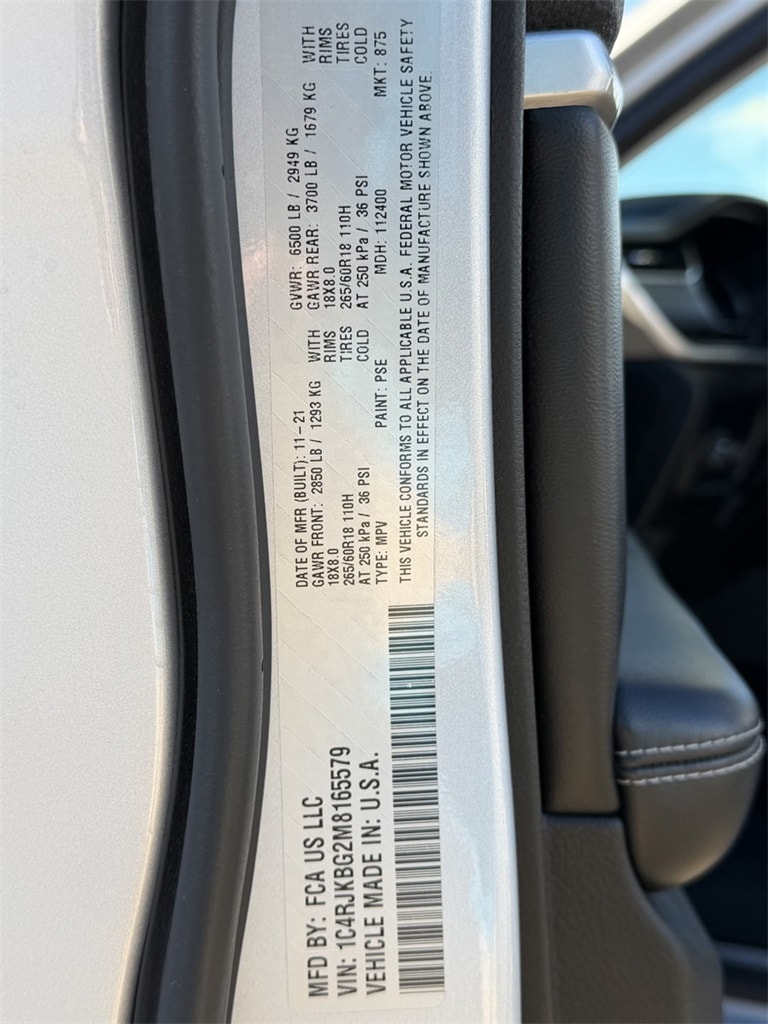 MFD BY: FCA US LLC
VIN: 1C4RJKBG2M8165579
VEHICLE MADE IN: U.S.A.
DATE OF MFR (BUILT): 11-21 GVWR: 6500 LB / 2949 KG
GAWR FRONT: 2850 LB / 1293 KG WITH GAWR REAR: 3700 LB / 1679 KG WITH
18X8.0 RIMS 18X8.0 RIMS
265/60R18 110H TIRES 265/60R18 110H TIRES
AT 250 kPa / 36 PSI COLD AT 250 kPa / 36 PSI COLD
TYPE: MPV PAINT: PSE MDH: 112400 MKT: 875
THIS VEHICLE CONFORMS TO ALL APPLICABLE U.S.A. FEDERAL MOTOR VEHICLE SAFETY
STANDARDS IN EFFECT ON THE DATE OF MANUFACTURE SHOWN ABOVE.